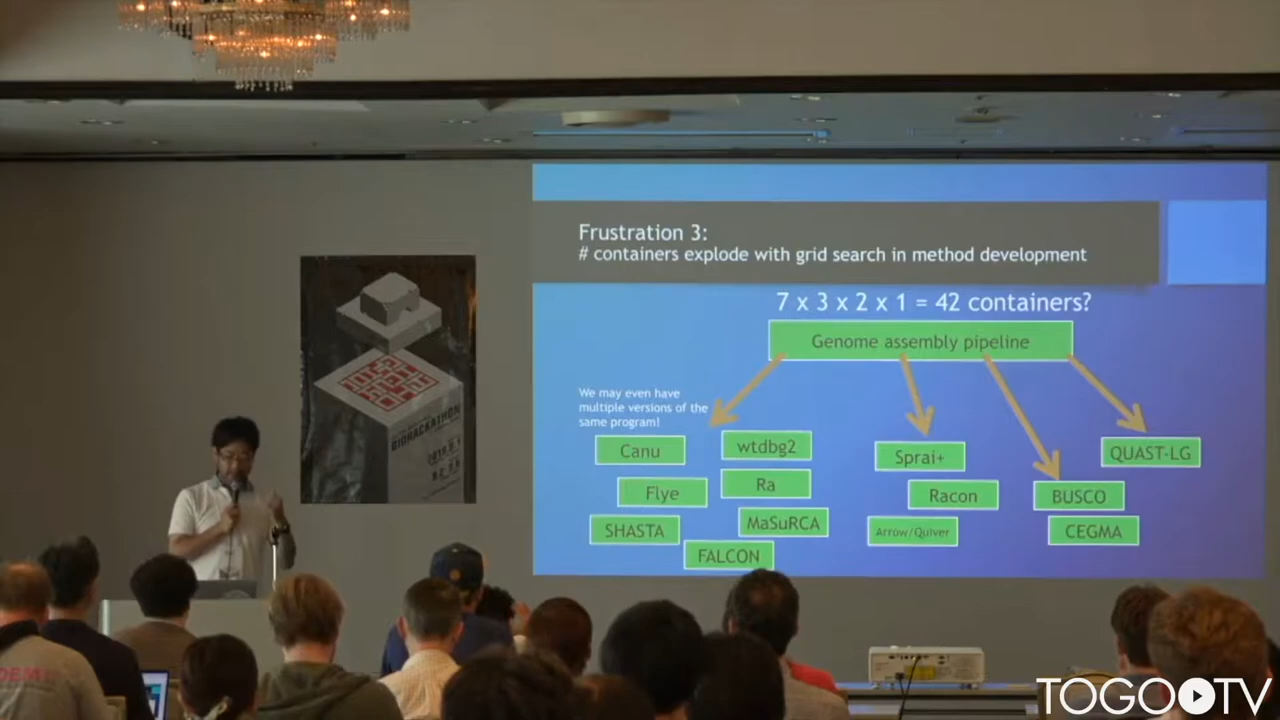 Frustration 3:
# containers explode with grid search in method development
7 x 3 x 2 x 1 = 42 containers?
Genome assembly pipeline
We may even have
multiple versions of the
same program!
Canu
wtdbg2
Flye
Ra
SHASTA
MaSuRCA
FALCON
Sprai+
Racon
Arrow/Quiver
BUSCO
CEGMA
QUAST-LG
BIOHACKATHON
TOGO TV